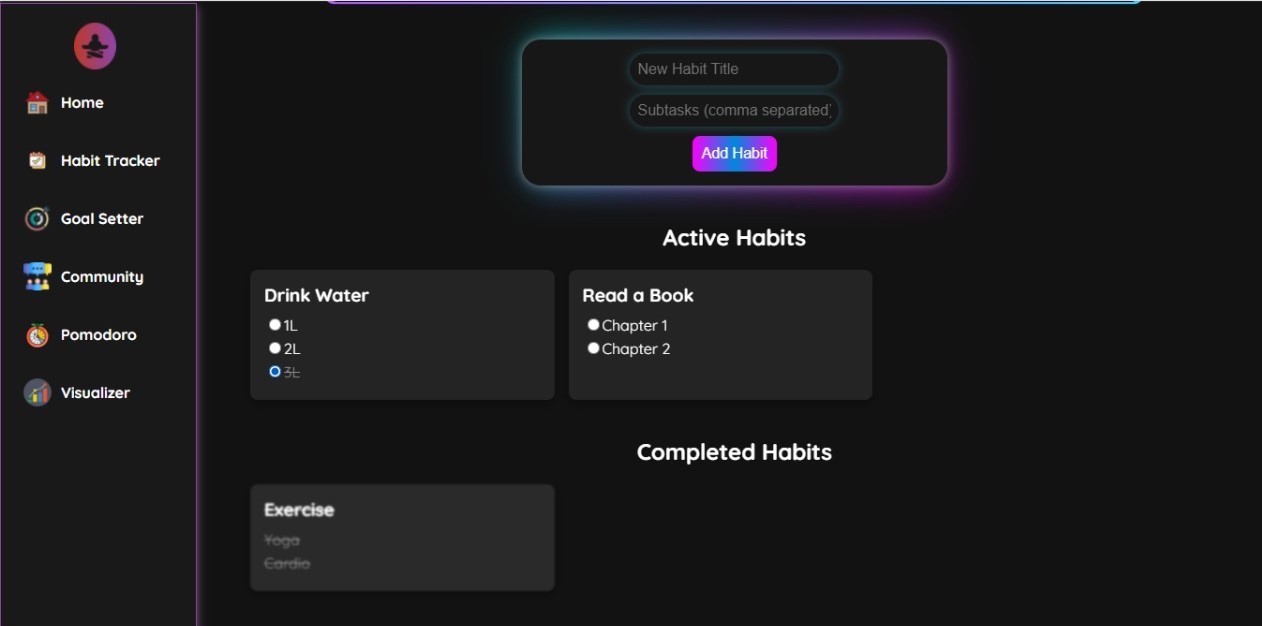 Home
Habit Tracker
Goal Setter
Community
Pomodoro
Visualizer
New Habit Title
Subtasks (comma separated)
Add Habit
Active Habits
Drink Water
1L
2L
3L
Read a Book
Chapter 1
Chapter 2
Completed Habits
Exercise
Yoga
Cardio